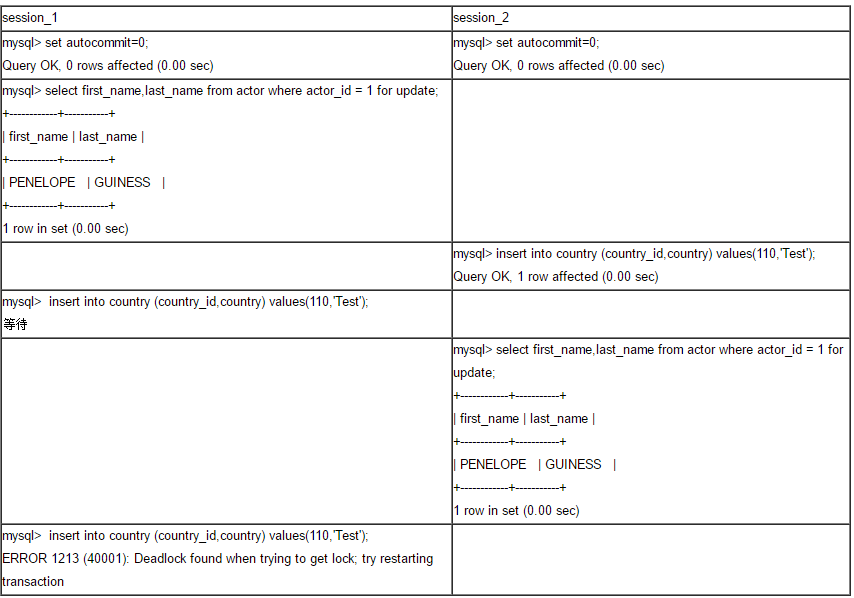 session_1
session_2
mysql> set autocommit=0;
Query OK, 0 rows affected (0.00 sec)
mysql> set autocommit=0;
Query OK, 0 rows affected (0.00 sec)
mysql> select first_name,last_name from actor where actor_id = 1 for update;
+------------+-----------+
| first_name | last_name |
+------------+-----------+
| PENELOPE | GUINESS |
+------------+-----------+
1 row in set (0.00 sec)
mysql> insert into country (country_id,country) values(110,'Test');
Query OK, 1 row affected (0.00 sec)
mysql> insert into country (country_id,country) values(110,'Test');
等待
mysql> select first_name,last_name from actor where actor_id = 1 for
update;
+------------+-----------+
| first_name | last_name |
+------------+-----------+
| PENELOPE | GUINESS |
+------------+-----------+
1 row in set (0.00 sec)
mysql> insert into country (country_id,country) values(110,'Test');
ERROR 1213 (40001): Deadlock found when trying to get lock; try restarting
transaction